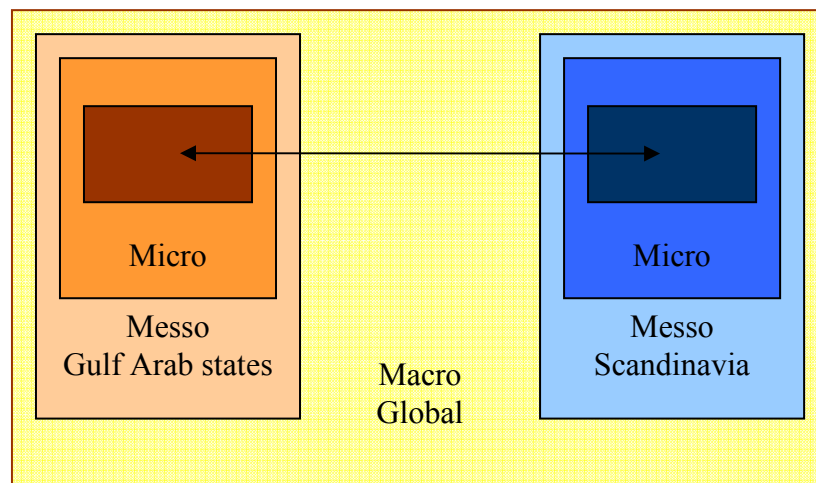 Micro
Messo
Gulf Arab states
Macro
Global
Micro
Messo
Scandinavia